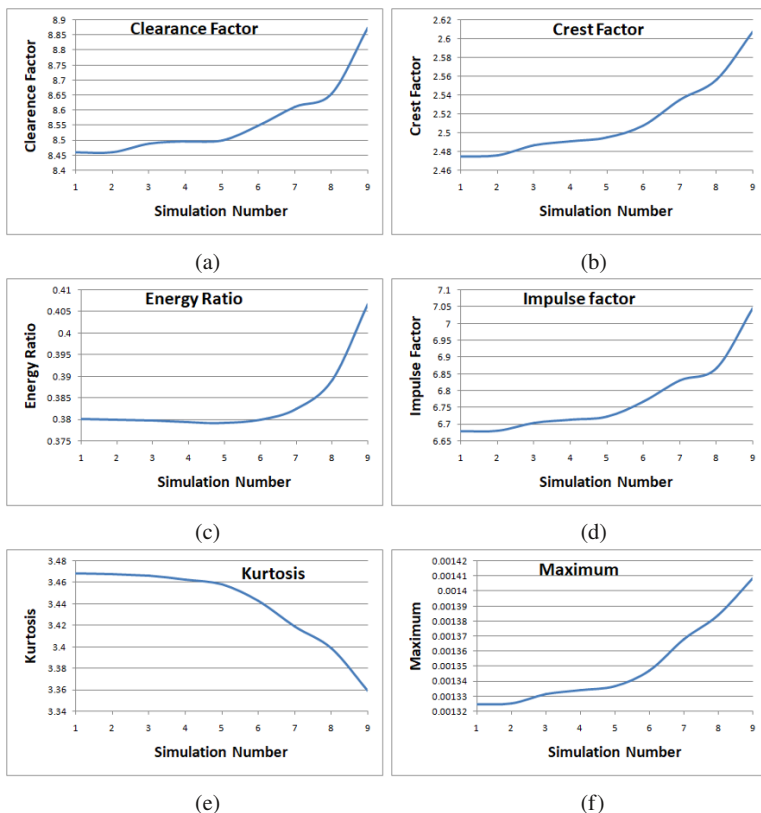 Clearance Factor
Clearence Factor
8.9
8.85
8.8
8.75
8.7
8.65
8.6
8.55
8.5
8.45
8.4
1 2 3 4 5 6 7 8 9
Simulation Number
(a)
Crest Factor
Crest Factor
2.62
2.6
2.58
2.56
2.54
2.52
2.5
2.48
2.46
1 2 3 4 5 6 7 8 9
Simulation Number
(b)
Energy Ratio
Energy Ratio
0.41
0.405
0.4
0.395
0.39
0.385
0.38
0.375
1 2 3 4 5 6 7 8 9
Simulation Number
(c)
Impulse factor
Impulse Factor
7.1
7.05
7
6.95
6.9
6.85
6.8
6.75
6.7
6.65
1 2 3 4 5 6 7 8 9
Simulation Number
(d)
Kurtosis
Kurtosis
3.48
3.46
3.44
3.42
3.4
3.38
3.36
3.34
1 2 3 4 5 6 7 8 9
Simulation Number
(e)
Maximum
Maximum
0.00142
0.00141
0.0014
0.00139
0.00138
0.00137
0.00136
0.00135
0.00134
0.00133
0.00132
1 2 3 4 5 6 7 8 9
Simulation Number
(f)